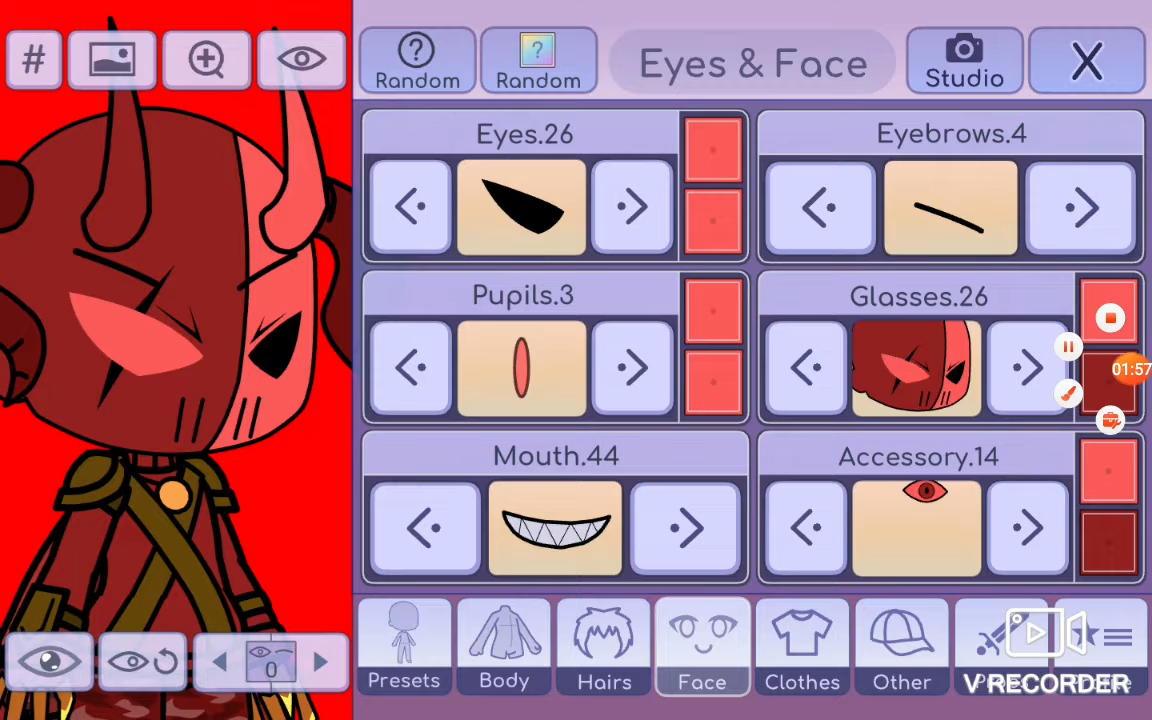 #
? Random
? Random
Eyes & Face
Studio
X
Eyes.26
Eyebrows.4
Pupils.3
Glasses.26
01:57
Mouth.44
Accessory.14
0
Presets
Body
Hairs
Face
Clothes
Other
V RECORDER